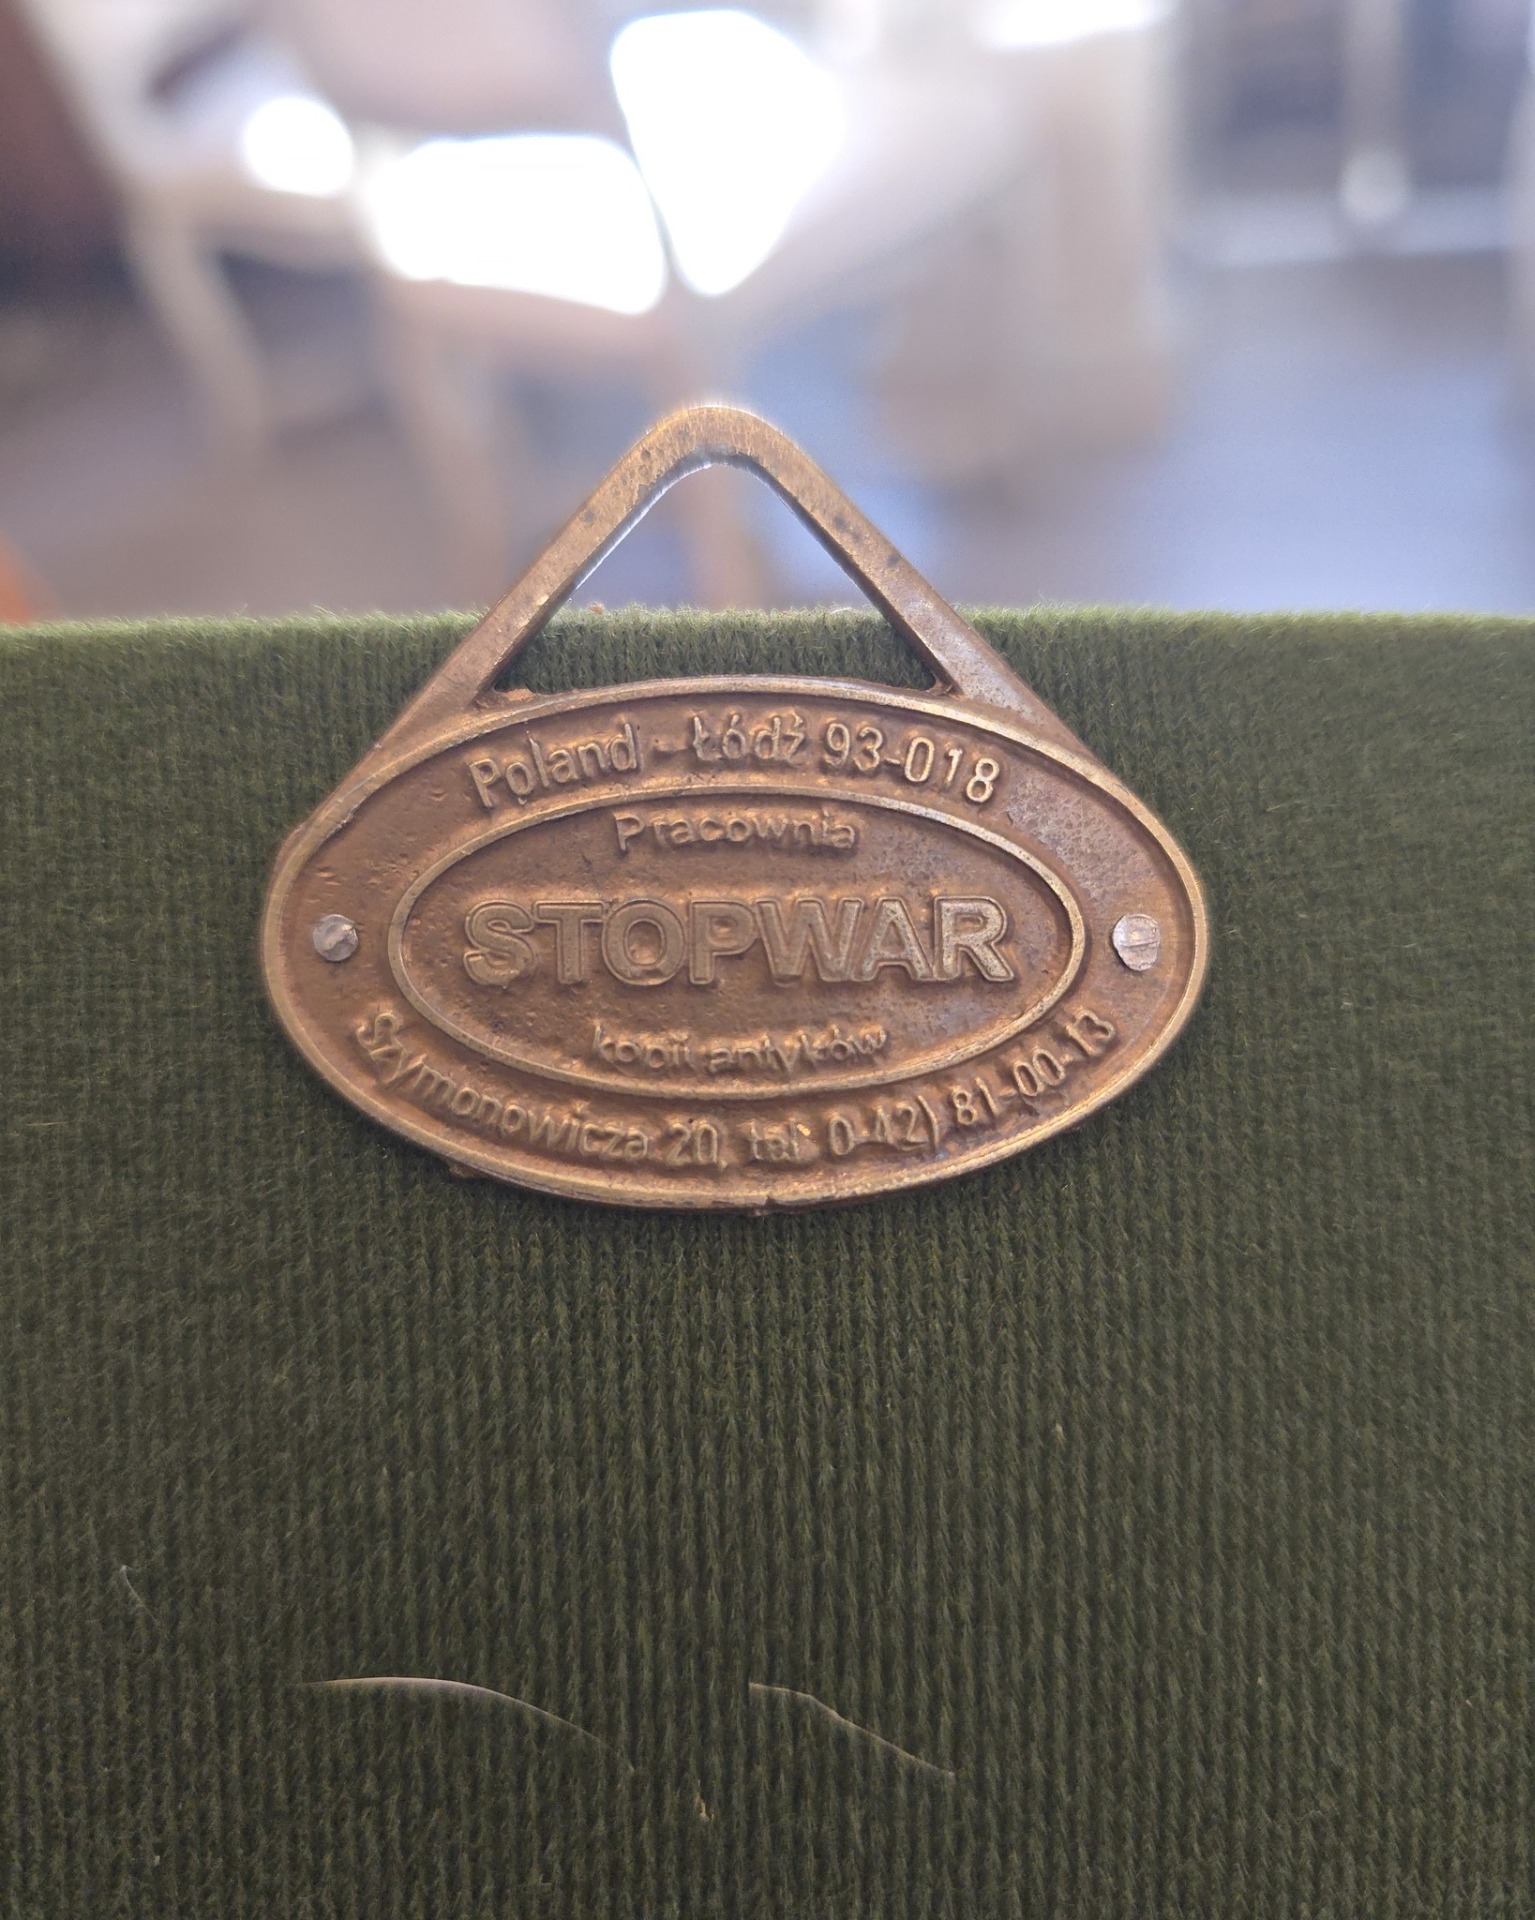 Poland - Łódź 93-018
Pracownia
STOPWAR
kopii antyków
Szymonowicza 20, tel 0-42) 81-00-13